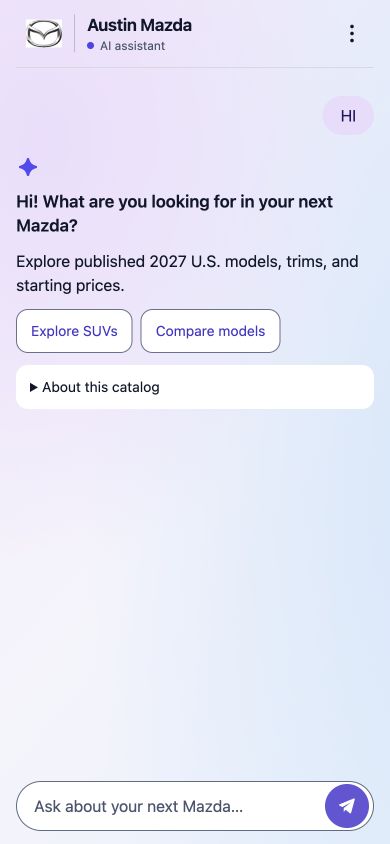 Austin Mazda
AI assistant
HI
Hi! What are you looking for in your next
Mazda?
Explore published 2027 U.S. models, trims, and
starting prices.
Explore SUVs
Compare models
About this catalog
Ask about your next Mazda...